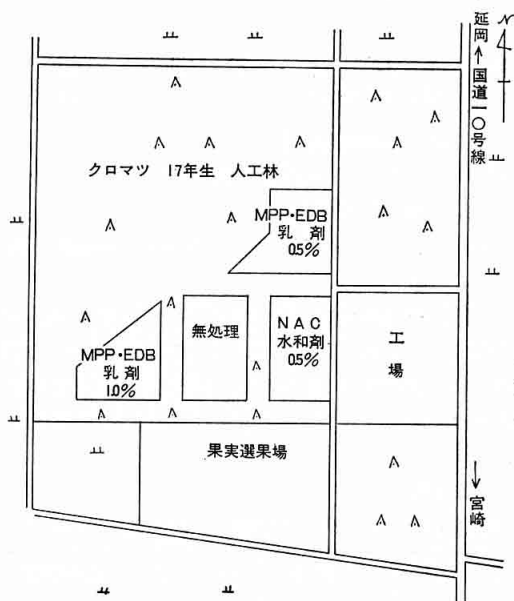 延岡↑国道一〇号線
N
クロマツ 17年生 人工林
MPP・EDB
乳剤
0.5%
MPP・EDB
乳剤
1.0%
無処理
NAC
水和剤
0.5%
工場
果実選果場
↓宮崎